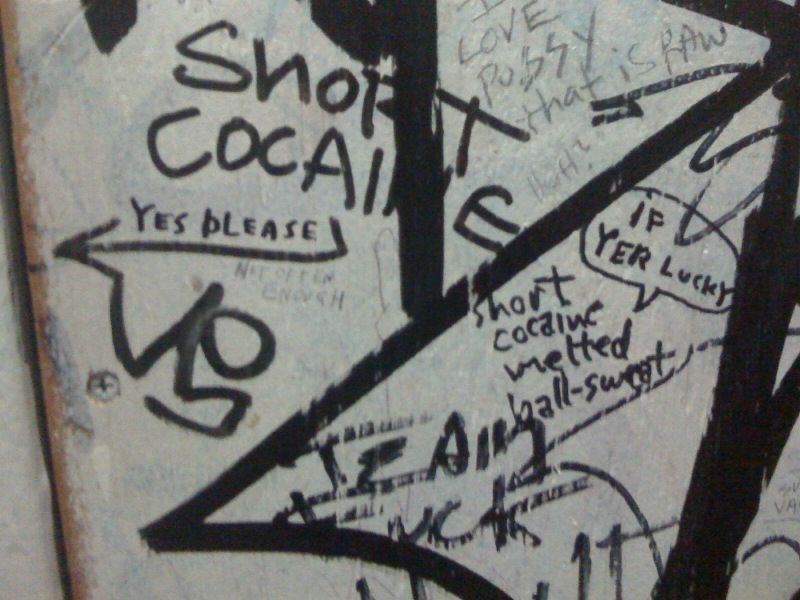 SHORT
COCAINE
YES PLEASE
NOT OFTEN
ENOUGH
I
LOVE
PUSSY
that is RAW
HUH?
IF
YER LUCKY
short
cocaine
melted
ball-sweat